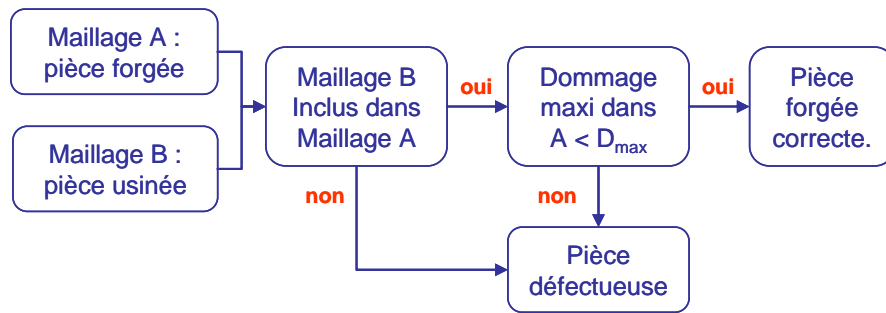 Maillage A :
pièce forgée
Maillage B :
pièce usinée
Maillage B
Inclus dans
Maillage A
oui
non
Dommage
maxi dans
A < Dmax
oui
non
Pièce
forgée
correcte.
Pièce
défectueuse